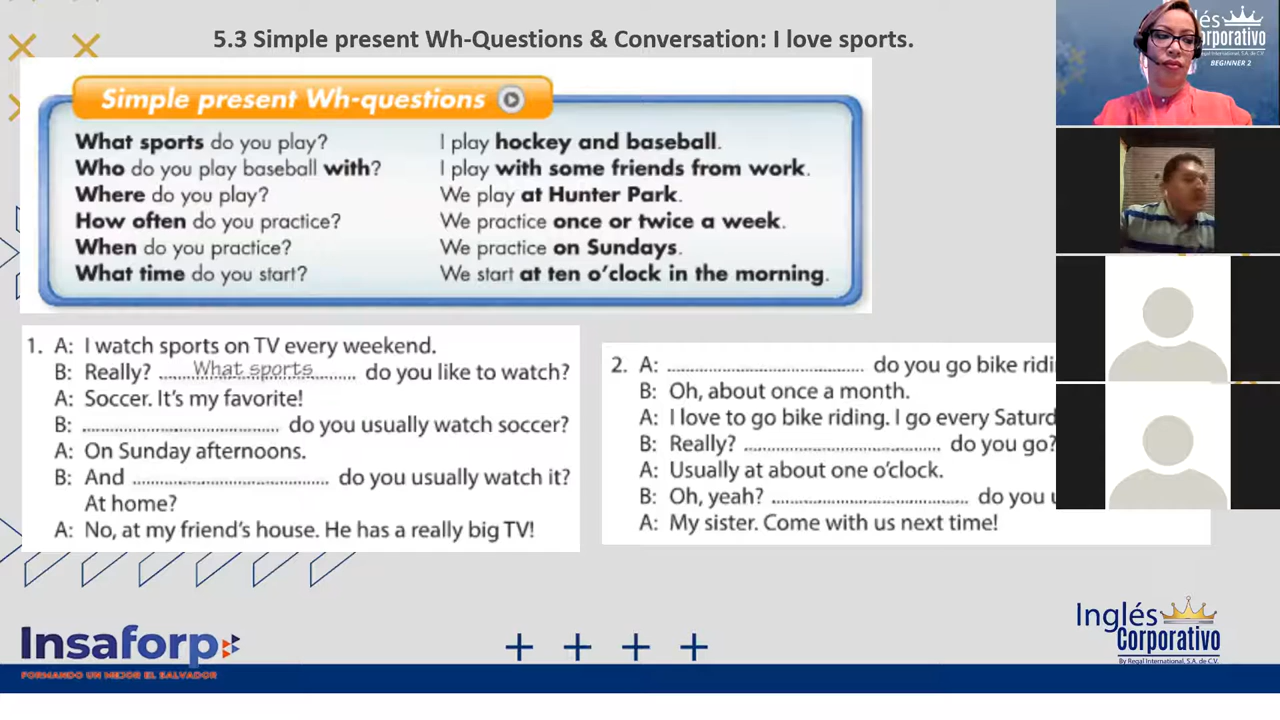 5.3 Simple present Wh-Questions & Conversation: I love sports.
Simple present Wh-questions
What sports do you play? I play hockey and baseball.
Who do you play baseball with? I play with some friends from work.
Where do you play? We play at Hunter Park.
How often do you practice? We practice once or twice a week.
When do you practice? We practice on Sundays.
What time do you start? We start at ten o'clock in the morning.
1. A: I watch sports on TV every weekend.
B: Really? What sports do you like to watch?
A: Soccer. It's my favorite!
B: do you usually watch soccer?
A: On Sunday afternoons.
B: And do you usually watch it?
At home?
A: No, at my friend's house. He has a really big TV!
2. A: do you go bike
B: Oh, about once a month.
A: I love to go bike riding. I go every
B: Really? do you go?
A: Usually at about one o'clock.
B: Oh, yeah? do you
A: My sister. Come with us next time!
Inglés
Corporativo
By Regal International, S.A. de C.V.
BEGINNER 2
Insaforp
FORMANDO UN MEJOR EL SALVADOR
Inglés
Corporativo
By Regal International, S.A. de C.V.